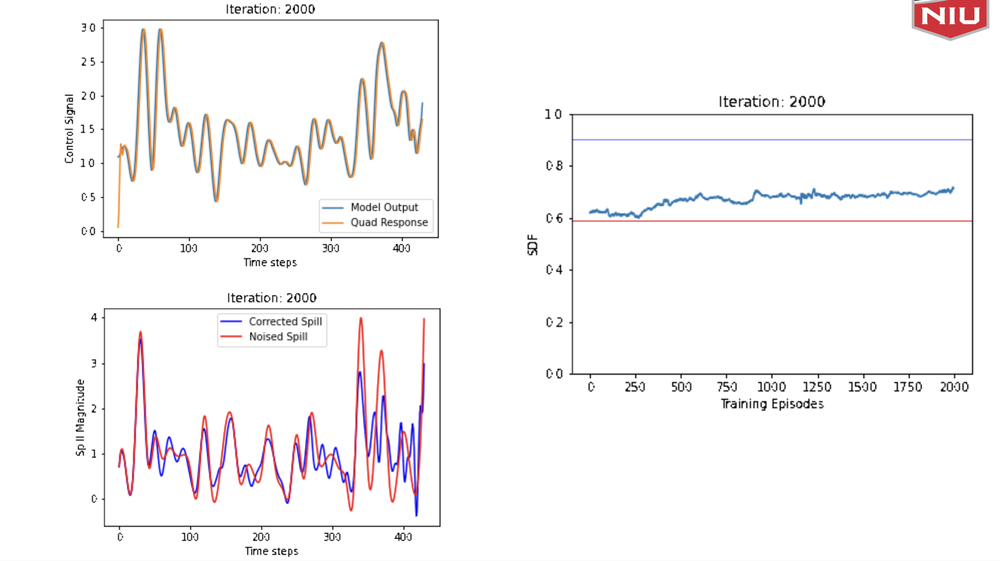 Iteration: 2000
NIU
3.0
2.5
2.0
1.5
1.0
0.5
0.0
Control Signal
Model Output
Quad Response
0 100 200 300 400
Time steps
Iteration: 2000
1.0
0.8
0.6
0.4
0.2
0.0
SDF
0 250 500 750 1000 1250 1500 1750 2000
Training Episodes
Iteration: 2000
4
3
2
1
0
Spill Magnitude
Corrected Spill
Noised Spill
0 100 200 300 400
Time steps